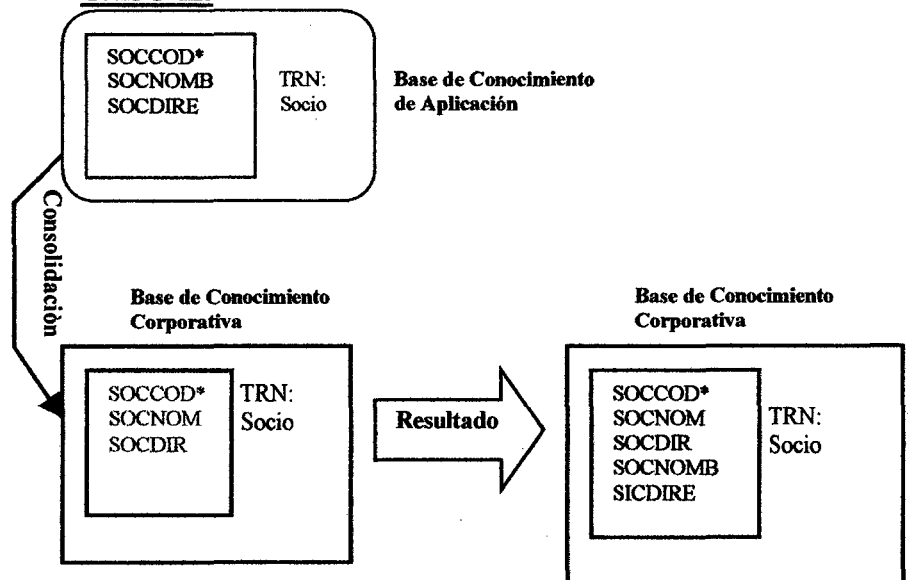 SOCCOD*
SOCNOMB
SOCDIRE
TRN:
Socio
Base de Conocimiento
de Aplicación
Consolidación
Base de Conocimiento
Corporativa
SOCCOD*
SOCNOM
SOCDIR
TRN:
Socio
Resultado
Base de Conocimiento
Corporativa
SOCCOD*
SOCNOM
SOCDIR
SOCNOMB
SICDIRE
TRN:
Socio